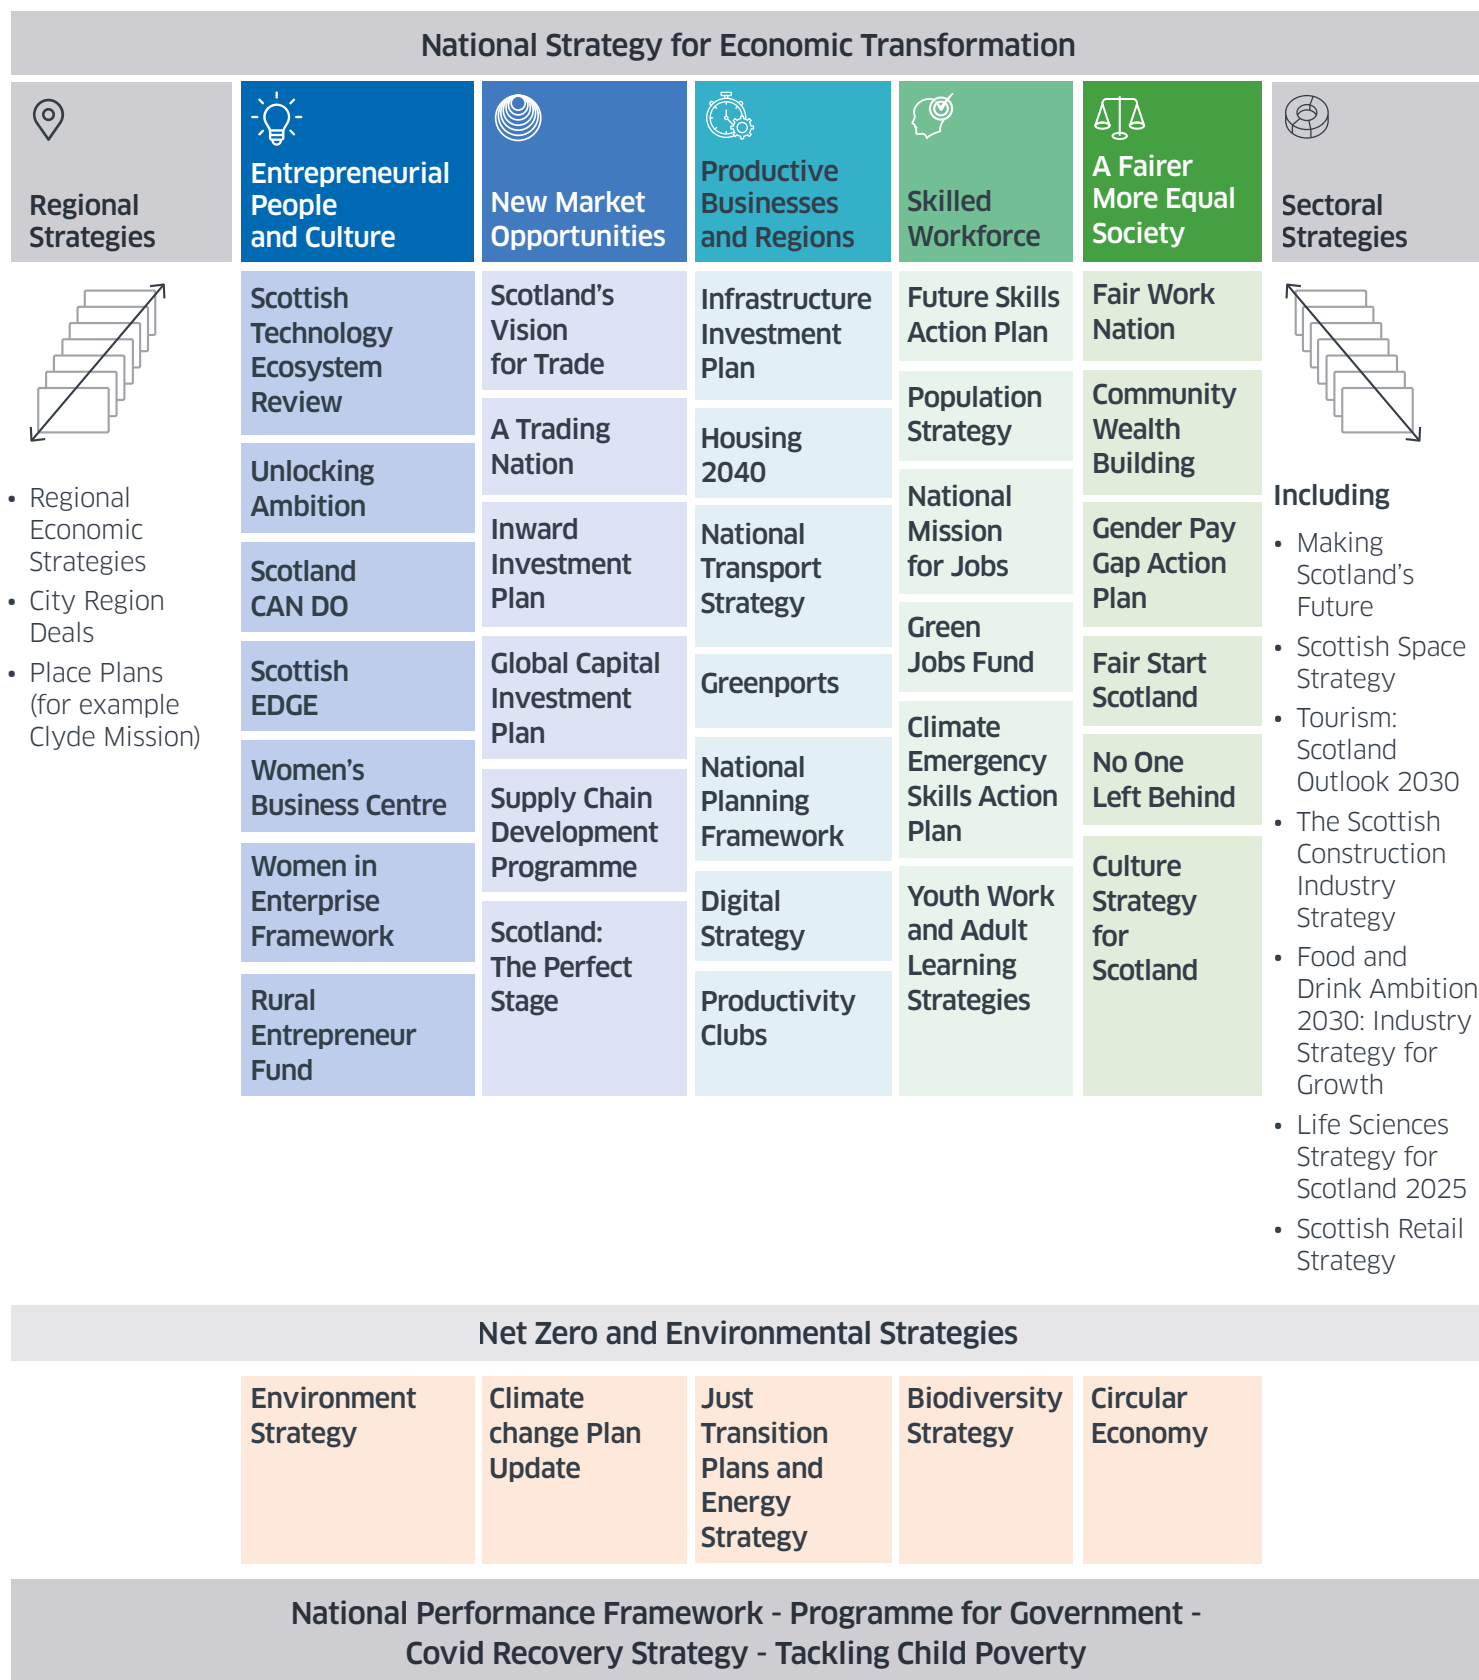 National Strategy for Economic Transformation
Regional
Strategies
• Regional
Economic
Strategies
• City Region
Deals
• Place Plans
(for example
Clyde Mission)
Entrepreneurial
People
and Culture
Scottish
Technology
Ecosystem
Review
Unlocking
Ambition
Scotland
CAN DO
Scottish
EDGE
Women's
Business Centre
Women in
Enterprise
Framework
Rural
Entrepreneur
Fund
New Market
Opportunities
Scotland's
Vision
for Trade
A Trading
Nation
Inward
Investment
Plan
Global Capital
Investment
Plan
Supply Chain
Development
Programme
Scotland:
The Perfect
Stage
Productive
Businesses
and Regions
Infrastructure
Investment
Plan
Housing
2040
National
Transport
Strategy
Greenports
National
Planning
Framework
Digital
Strategy
Productivity
Clubs
Skilled
Workforce
Future Skills
Action Plan
Population
Strategy
National
Mission
for Jobs
Green
Jobs Fund
Climate
Emergency
Skills Action
Plan
Youth Work
and Adult
Learning
Strategies
A Fairer
More Equal
Society
Fair Work
Nation
Community
Wealth
Building
Gender Pay
Gap Action
Plan
Fair Start
Scotland
No One
Left Behind
Culture
Strategy
for
Scotland
Sectoral
Strategies
Including
• Making
Scotland's
Future
• Scottish Space
Strategy
• Tourism:
Scotland
Outlook 2030
• The Scottish
Construction
Industry
Strategy
• Food and
Drink Ambition
2030: Industry
Strategy for
Growth
• Life Sciences
Strategy for
Scotland 2025
• Scottish Retail
Strategy
Net Zero and Environmental Strategies
Environment
Strategy
Climate
change Plan
Update
Just
Transition
Plans and
Energy
Strategy
Biodiversity
Strategy
Circular
Economy
National Performance Framework - Programme for Government -
Covid Recovery Strategy - Tackling Child Poverty